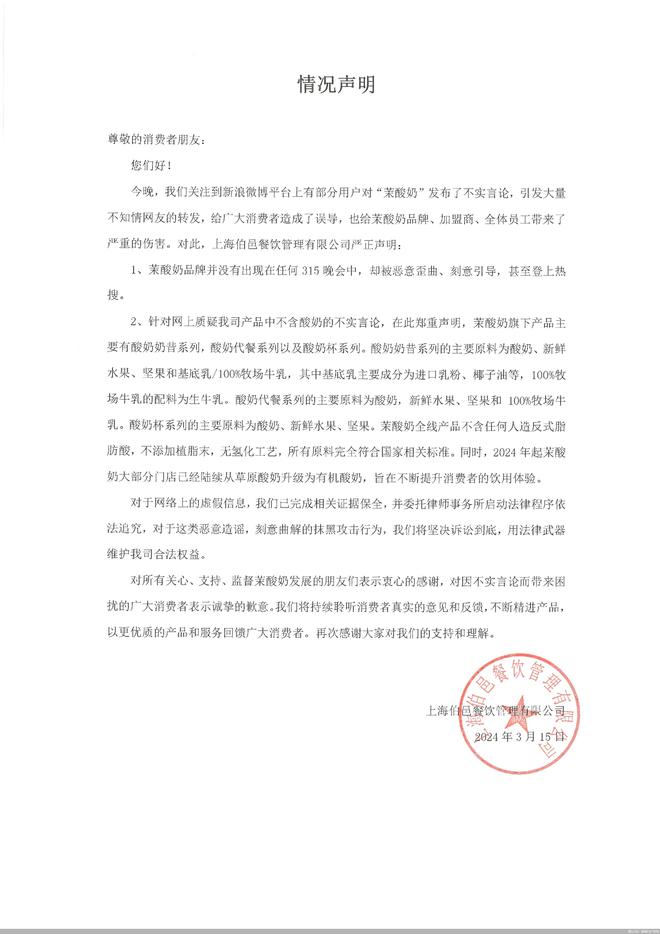 情况声明
尊敬的消费者朋友：
您们好！
今晚，我们关注到新浪微博平台上有部分用户对“茉酸奶”发布了不实言论，引发大量
不知情网友的转发，给广大消费者造成了误导，也给茉酸奶品牌、加盟商、全体员工带来了
严重的伤害。对此，上海伯邑餐饮管理有限公司严正声明：
1、茉酸奶品牌并没有出现在任何 315 晚会中，却被恶意歪曲、刻意引导，甚至登上热
搜。
2、针对网上质疑我司产品中不含酸奶的不实言论，在此郑重声明，茉酸奶旗下产品主
要有酸奶奶昔系列，酸奶代餐系列以及酸奶杯系列。酸奶奶昔系列的主要原料为酸奶、新鲜
水果、坚果和基底乳/100%牧场牛乳，其中基底乳主要成分为进口乳粉、椰子油等，100%牧
场牛乳的配料为生牛乳。酸奶代餐系列的主要原料为酸奶，新鲜水果、坚果和 100%牧场牛
乳。酸奶杯系列的主要原料为酸奶、新鲜水果、坚果。茉酸奶全线产品不含任何人造反式脂
肪酸，不添加植脂末，无氢化工艺，所有原料完全符合国家相关标准。同时，2024 年起茉酸
奶大部分门店已经陆续从草原酸奶升级为有机酸奶，旨在不断提升消费者的饮用体验。
对于网络上的虚假信息，我们已完成相关证据保全，并委托律师事务所启动法律程序依
法追究，对于这类恶意造谣，刻意曲解的抹黑攻击行为，我们将坚决诉讼到底，用法律武器
维护我司合法权益。
对所有关心、支持、监督茉酸奶发展的朋友们表示衷心的感谢，对因不实言论而带来困
扰的广大消费者表示诚挚的歉意。我们将持续聆听消费者真实的意见和反馈，不断精进产品，
以更优质的产品和服务回馈广大消费者。再次感谢大家对我们的支持和理解。
上海伯邑餐饮管理有限公司
2024 年 3 月 15 日
上海伯邑餐饮管理有限公司